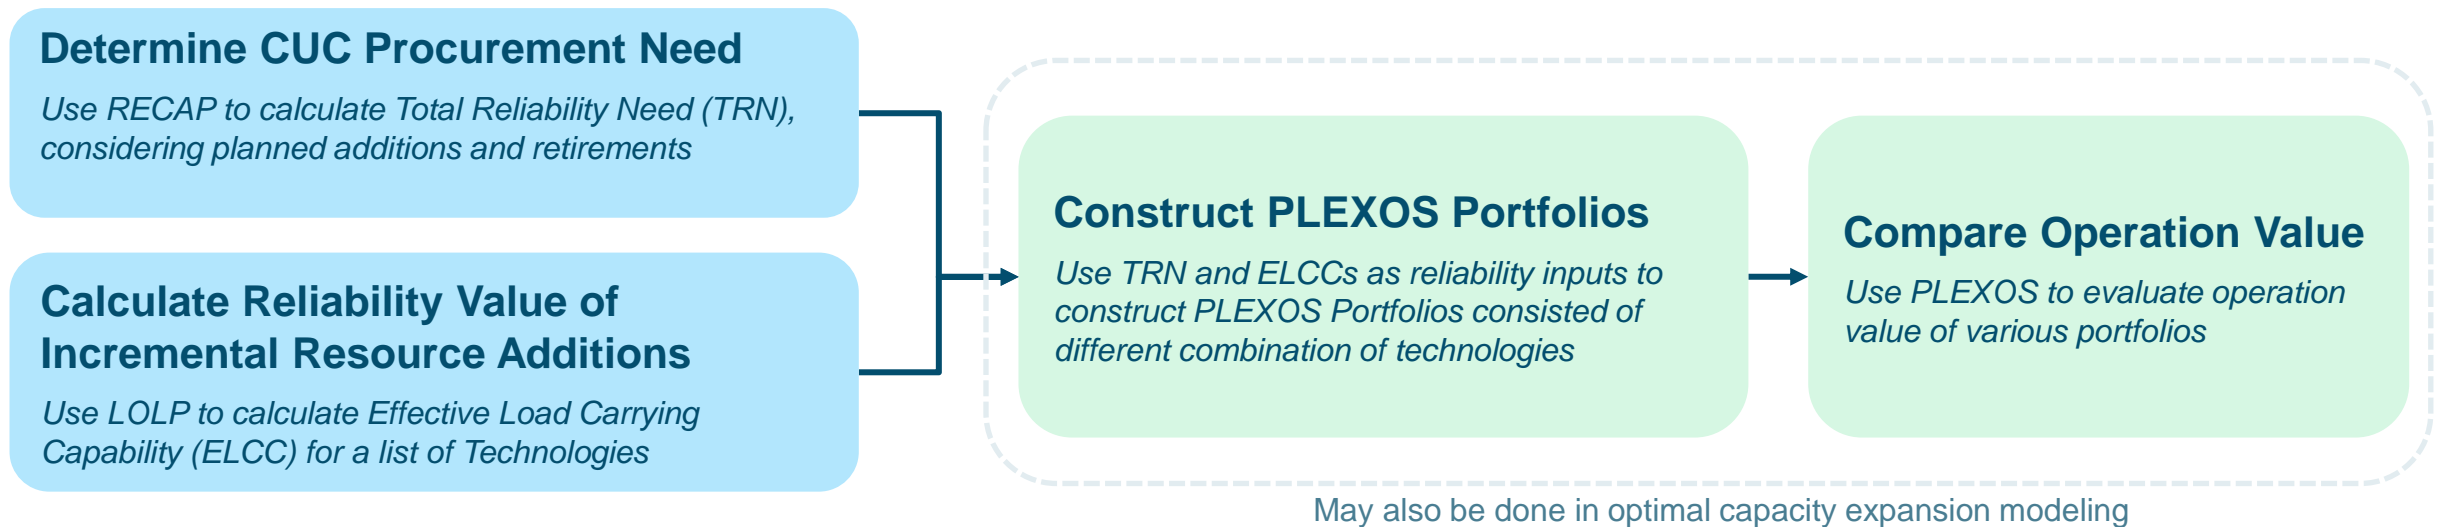 Determine CUC Procurement Need
Use RECAP to calculate Total Reliability Need (TRN),
considering planned additions and retirements
Calculate Reliability Value of
Incremental Resource Additions
Use LOLP to calculate Effective Load Carrying
Capability (ELCC) for a list of Technologies
Construct PLEXOS Portfolios
Use TRN and ELCCs as reliability inputs to
construct PLEXOS Portfolios consisted of
different combination of technologies
Compare Operation Value
Use PLEXOS to evaluate operation
value of various portfolios
May also be done in optimal capacity expansion modeling